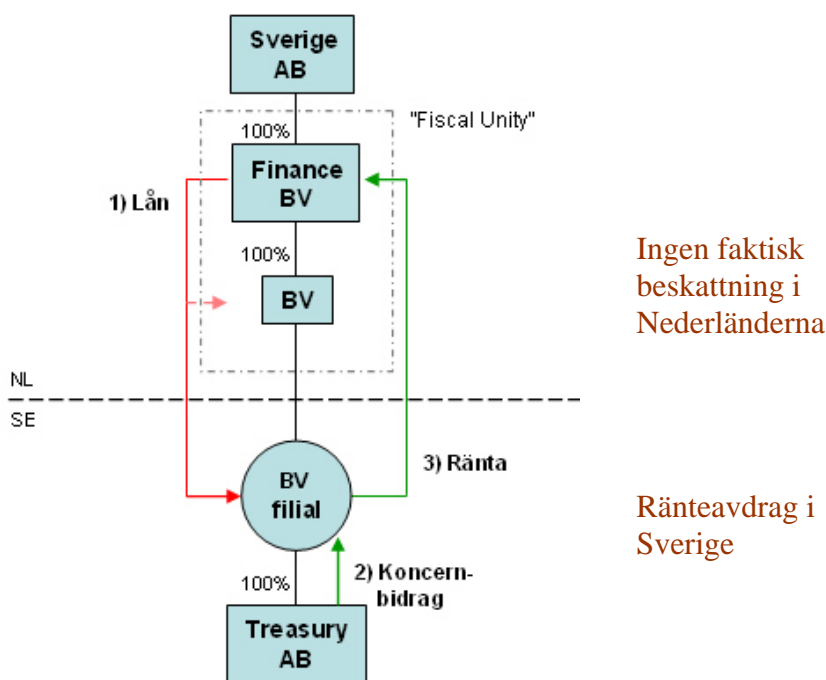 Sverige
AB
"Fiscal Unity"
100%
Finance
BV
1) Lån
100%
BV
Ingen faktisk
beskattning i
Nederländerna
NL
SE
BV
filial
3) Ränta
Ränteavdrag i
Sverige
100%
2) Koncern-
bidrag
Treasury
AB